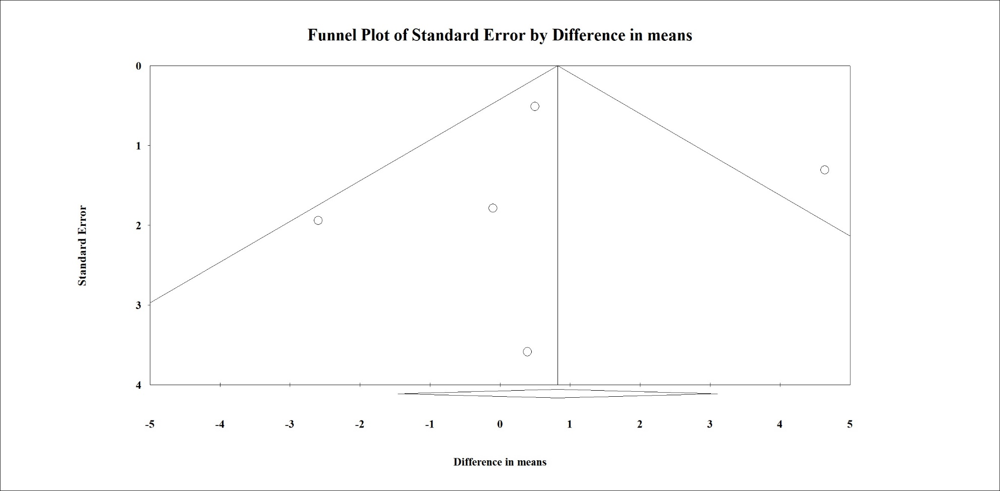 Funnel Plot of Standard Error by Difference in means
0
1
2
3
4
Standard Error
-5 -4 -3 -2 -1 0 1 2 3 4 5
Difference in means